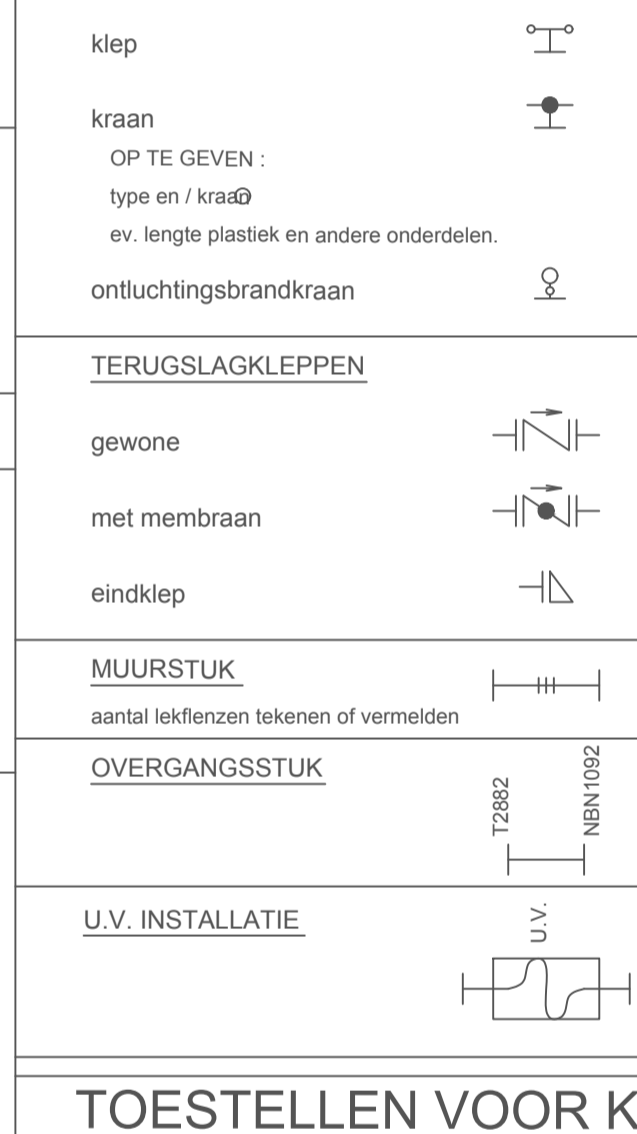 klep
kraan
OP TE GEVEN :
type en / kraan
ev. lengte plastiek en andere onderdelen.
ontluchtingsbrandkraan
TERUGSLAGKLEPPEN
gewone
met membraan
eindklep
MUURSTUK
aantal lekflenzen tekenen of vermelden
OVERGANGSSTUK
T2882
NBN1092
U.V. INSTALLATIE
U.V.
TOESTELLEN VOOR K